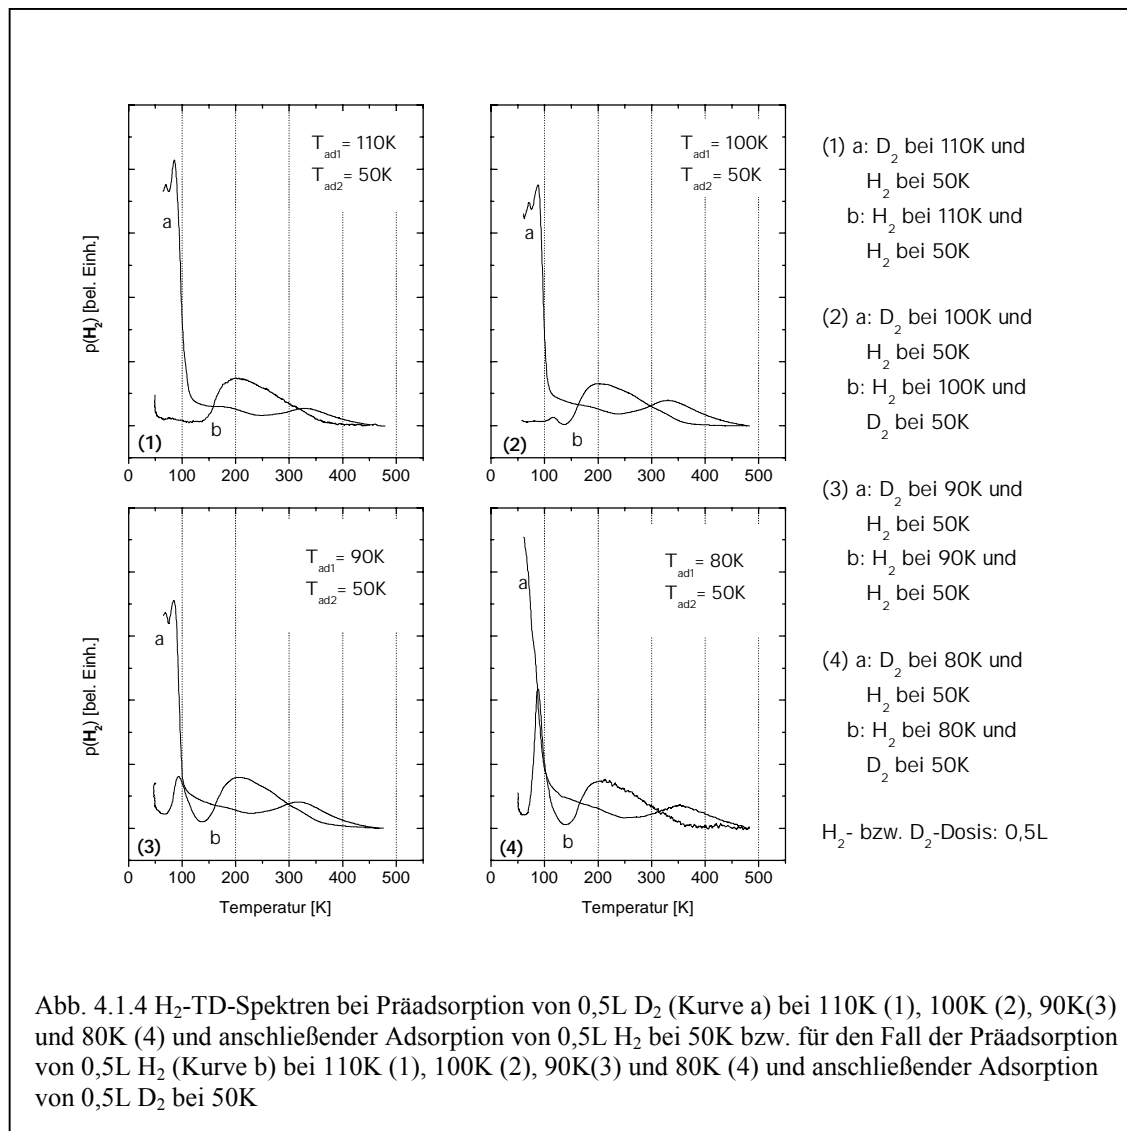 T_ad1 = 110K
T_ad2 = 50K
a
b
(1)
p(H₂) [bel. Einh.]
0 100 200 300 400 500
T_ad1 = 100K
T_ad2 = 50K
a
b
(2)
0 100 200 300 400 500
T_ad1 = 90K
T_ad2 = 50K
a
b
(3)
p(H₂) [bel. Einh.]
0 100 200 300 400 500
Temperatur [K]
T_ad1 = 80K
T_ad2 = 50K
a
b
(4)
0 100 200 300 400 500
Temperatur [K]
(1) a: D₂ bei 110K und
H₂ bei 50K
b: H₂ bei 110K und
H₂ bei 50K
(2) a: D₂ bei 100K und
H₂ bei 50K
b: H₂ bei 100K und
D₂ bei 50K
(3) a: D₂ bei 90K und
H₂ bei 50K
b: H₂ bei 90K und
H₂ bei 50K
(4) a: D₂ bei 80K und
H₂ bei 50K
b: H₂ bei 80K und
D₂ bei 50K
H₂- bzw. D₂-Dosis: 0,5L
Abb. 4.1.4 H₂-TD-Spektren bei Präadsorption von 0,5L D₂ (Kurve a) bei 110K (1), 100K (2), 90K(3)
und 80K (4) und anschließender Adsorption von 0,5L H₂ bei 50K bzw. für den Fall der Präadsorption
von 0,5L H₂ (Kurve b) bei 110K (1), 100K (2), 90K(3) und 80K (4) und anschließender Adsorption
von 0,5L D₂ bei 50K